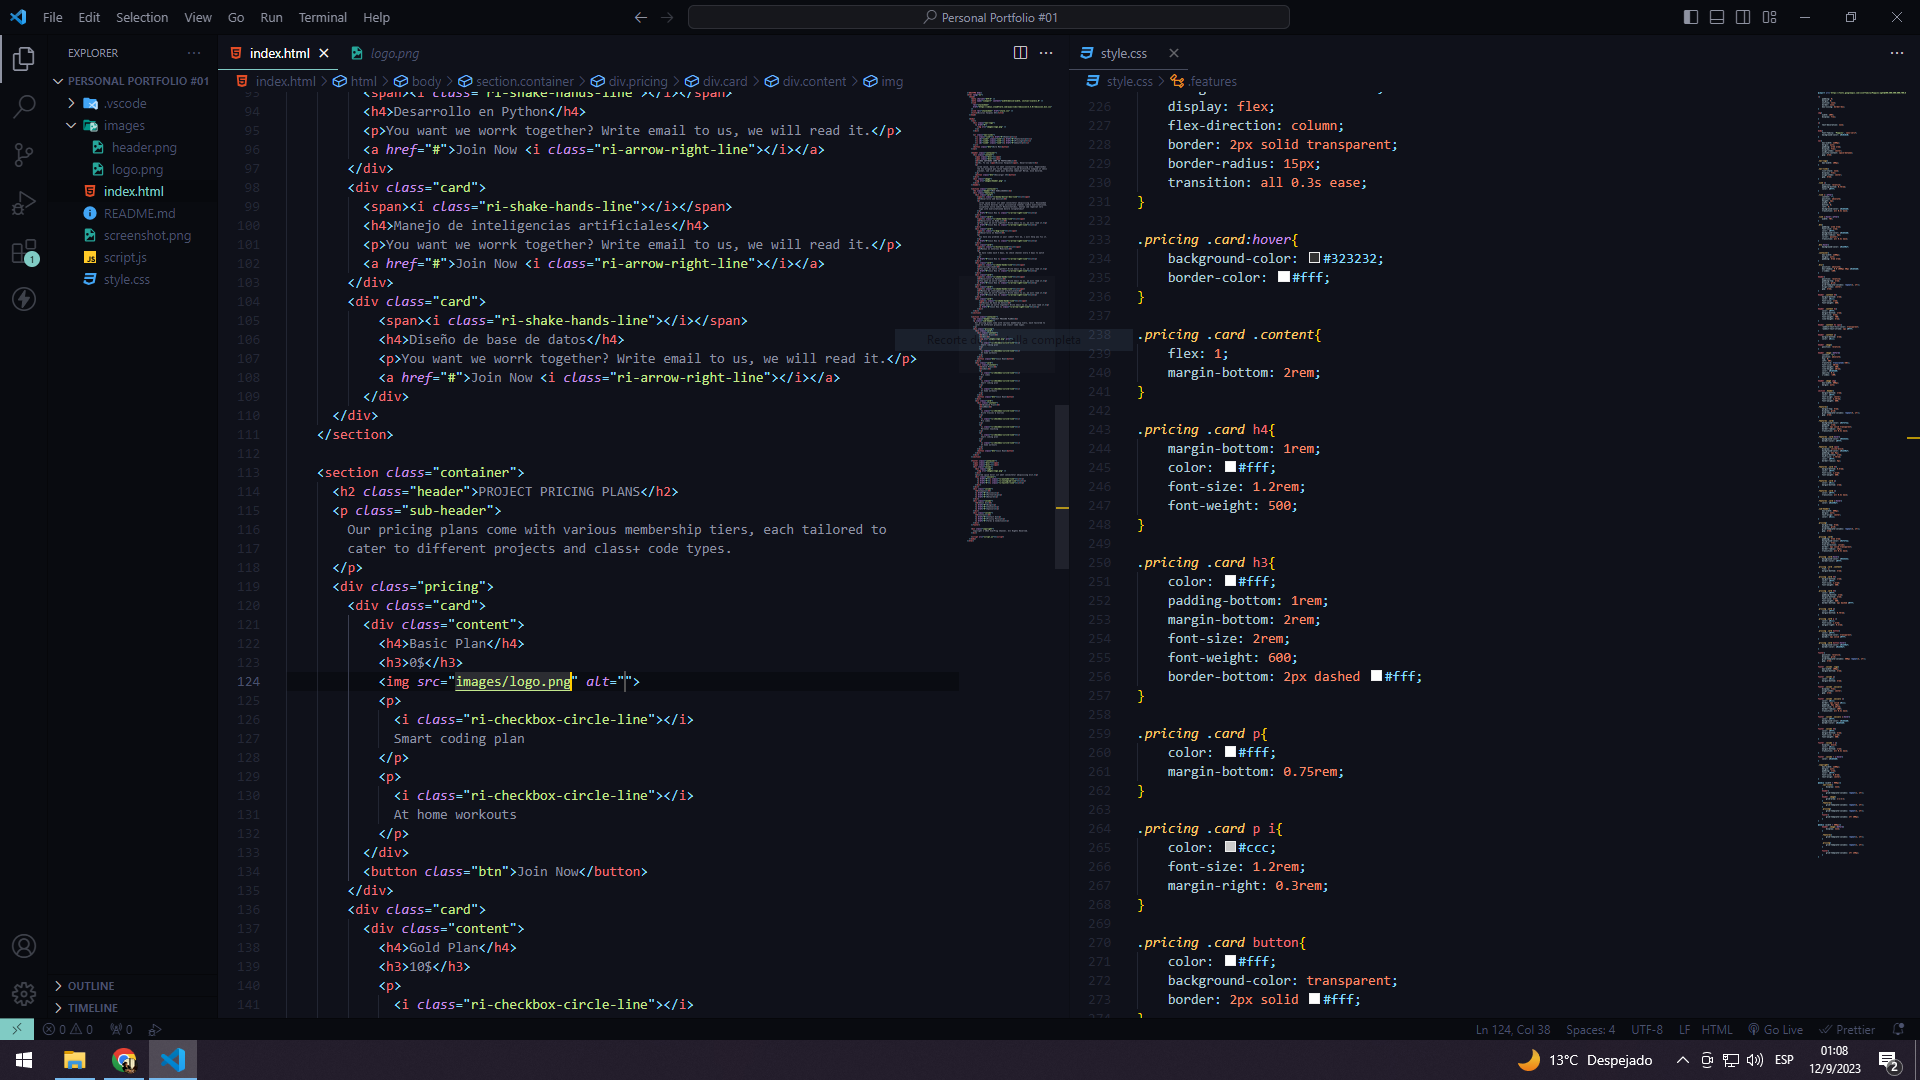 File Edit Selection View Go Run Terminal Help
Personal Portfolio #01
EXPLORER
PERSONAL PORTFOLIO #01
.vscode
images
header.png
logo.png
index.html
README.md
screenshot.png
script.js
style.css
OUTLINE
TIMELINE
index.html
logo.png
index.html > html > body > section.container > div.pricing > div.card > div.content > img
93 <span><i class="ri-shake-hands-line"></i></span>
94 <h4>Desarrollo en Python</h4>
95 <p>You want we worrk together? Write email to us, we will read it.</p>
96 <a href="#">Join Now <i class="ri-arrow-right-line"></i></a>
97 </div>
98 <div class="card">
99 <span><i class="ri-shake-hands-line"></i></span>
100 <h4>Manejo de inteligencias artificiales</h4>
101 <p>You want we worrk together? Write email to us, we will read it.</p>
102 <a href="#">Join Now <i class="ri-arrow-right-line"></i></a>
103 </div>
104 <div class="card">
105 <span><i class="ri-shake-hands-line"></i></span>
106 <h4>Diseño de base de datos</h4>
107 <p>You want we worrk together? Write email to us, we will read it.</p>
108 <a href="#">Join Now <i class="ri-arrow-right-line"></i></a>
109 </div>
110 </div>
111 </section>
112
113 <section class="container">
114 <h2 class="header">PROJECT PRICING PLANS</h2>
115 <p class="sub-header">
116 Our pricing plans come with various membership tiers, each tailored to
117 cater to different projects and class+ code types.
118 </p>
119 <div class="pricing">
120 <div class="card">
121 <div class="content">
122 <h4>Basic Plan</h4>
123 <h3>0$</h3>
124 <img src="images/logo.png" alt="">
125 <p>
126 <i class="ri-checkbox-circle-line"></i>
127 Smart coding plan
128 </p>
129 <p>
130 <i class="ri-checkbox-circle-line"></i>
131 At home workouts
132 </p>
133 </div>
134 <button class="btn">Join Now</button>
135 </div>
136 <div class="card">
137 <div class="content">
138 <h4>Gold Plan</h4>
139 <h3>10$</h3>
140 <p>
141 <i class="ri-checkbox-circle-line"></i>
Recorte de completa
style.css
style.css > .features
226 display: flex;
227 flex-direction: column;
228 border: 2px solid transparent;
229 border-radius: 15px;
230 transition: all 0.3s ease;
231 }
232
233 .pricing .card:hover{
234 background-color: #323232;
235 border-color: #fff;
236 }
237
238 .pricing .card .content{
239 flex: 1;
240 margin-bottom: 2rem;
241 }
242
243 .pricing .card h4{
244 margin-bottom: 1rem;
245 color: #fff;
246 font-size: 1.2rem;
247 font-weight: 500;
248 }
249
250 .pricing .card h3{
251 color: #fff;
252 padding-bottom: 1rem;
253 margin-bottom: 2rem;
254 font-size: 2rem;
255 font-weight: 600;
256 border-bottom: 2px dashed #fff;
257 }
258
259 .pricing .card p{
260 color: #fff;
261 margin-bottom: 0.75rem;
262 }
263
264 .pricing .card p i{
265 color: #ccc;
266 font-size: 1.2rem;
267 margin-right: 0.3rem;
268 }
269
270 .pricing .card button{
271 color: #fff;
272 background-color: transparent;
273 border: 2px solid #fff;
0 0 0
Ln 124, Col 38 Spaces: 4 UTF-8 LF HTML Go Live Prettier
1
13°C Despejado
ESP
01:08
12/9/2023
2